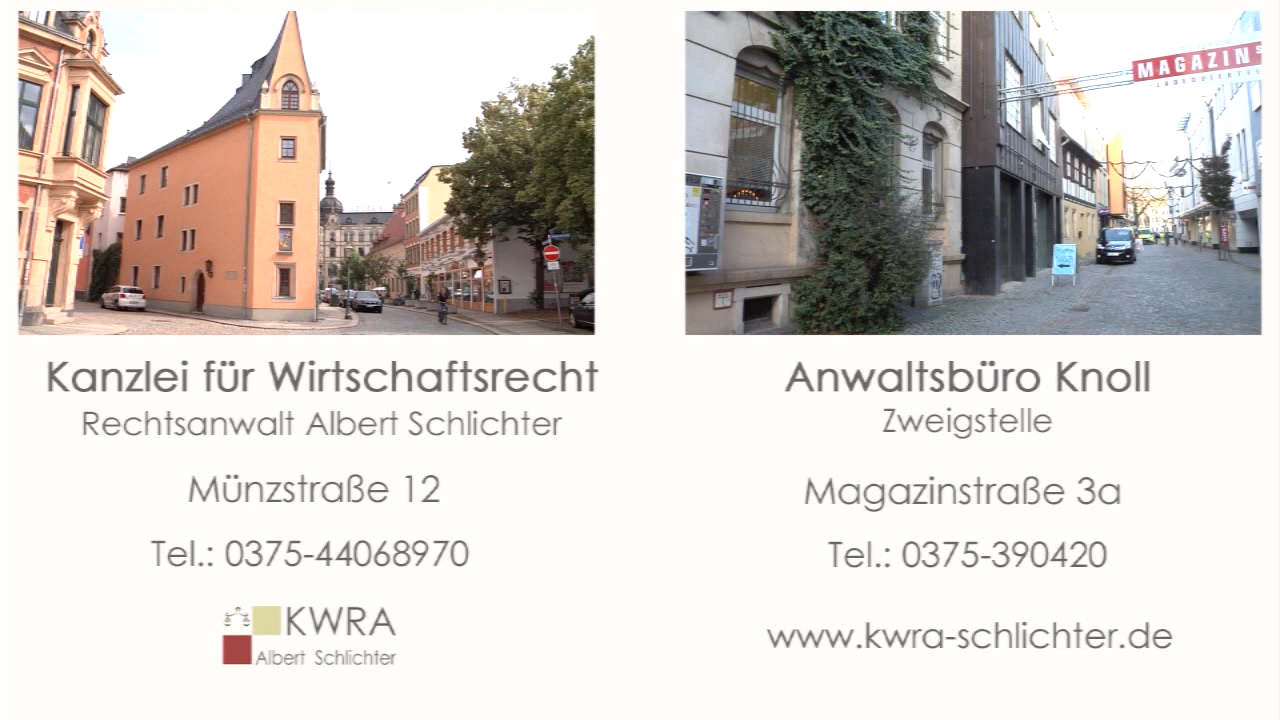 MAGAZIN
Kanzlei für Wirtschaftsrecht
Rechtsanwalt Albert Schlichter
Münzstraße 12
Tel.: 0375-44068970
KWRA
Albert Schlichter
Anwaltsbüro Knoll
Zweigstelle
Magazinstraße 3a
Tel.: 0375-390420
www.kwra-schlichter.de